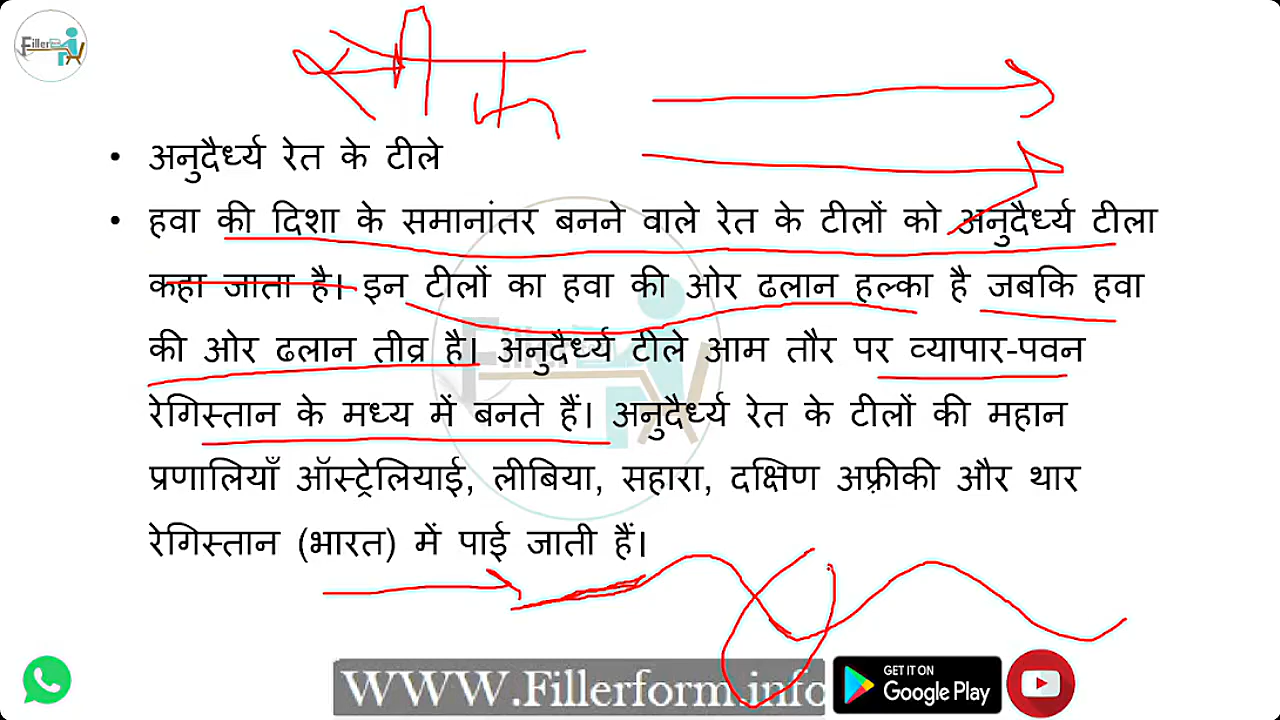 Filler
अनुदैर्ध्य रेत के टीले
हवा की दिशा के समानांतर बनने वाले रेत के टीलों को अनुदैर्ध्य टीला
कहा जाता है। इन टीलों का हवा की ओर ढलान हल्का है जबकि हवा
की ओर ढलान तीव्र है। अनुदैर्ध्य टीले आम तौर पर व्यापार-पवन
रेगिस्तान के मध्य में बनते हैं। अनुदैर्ध्य रेत के टीलों की महान
प्रणालियाँ ऑस्ट्रेलियाई, लीबिया, सहारा, दक्षिण अफ़्रीकी और थार
रेगिस्तान (भारत) में पाई जाती हैं।
WWW.Fillerform.info
GET IT ON
Google Play